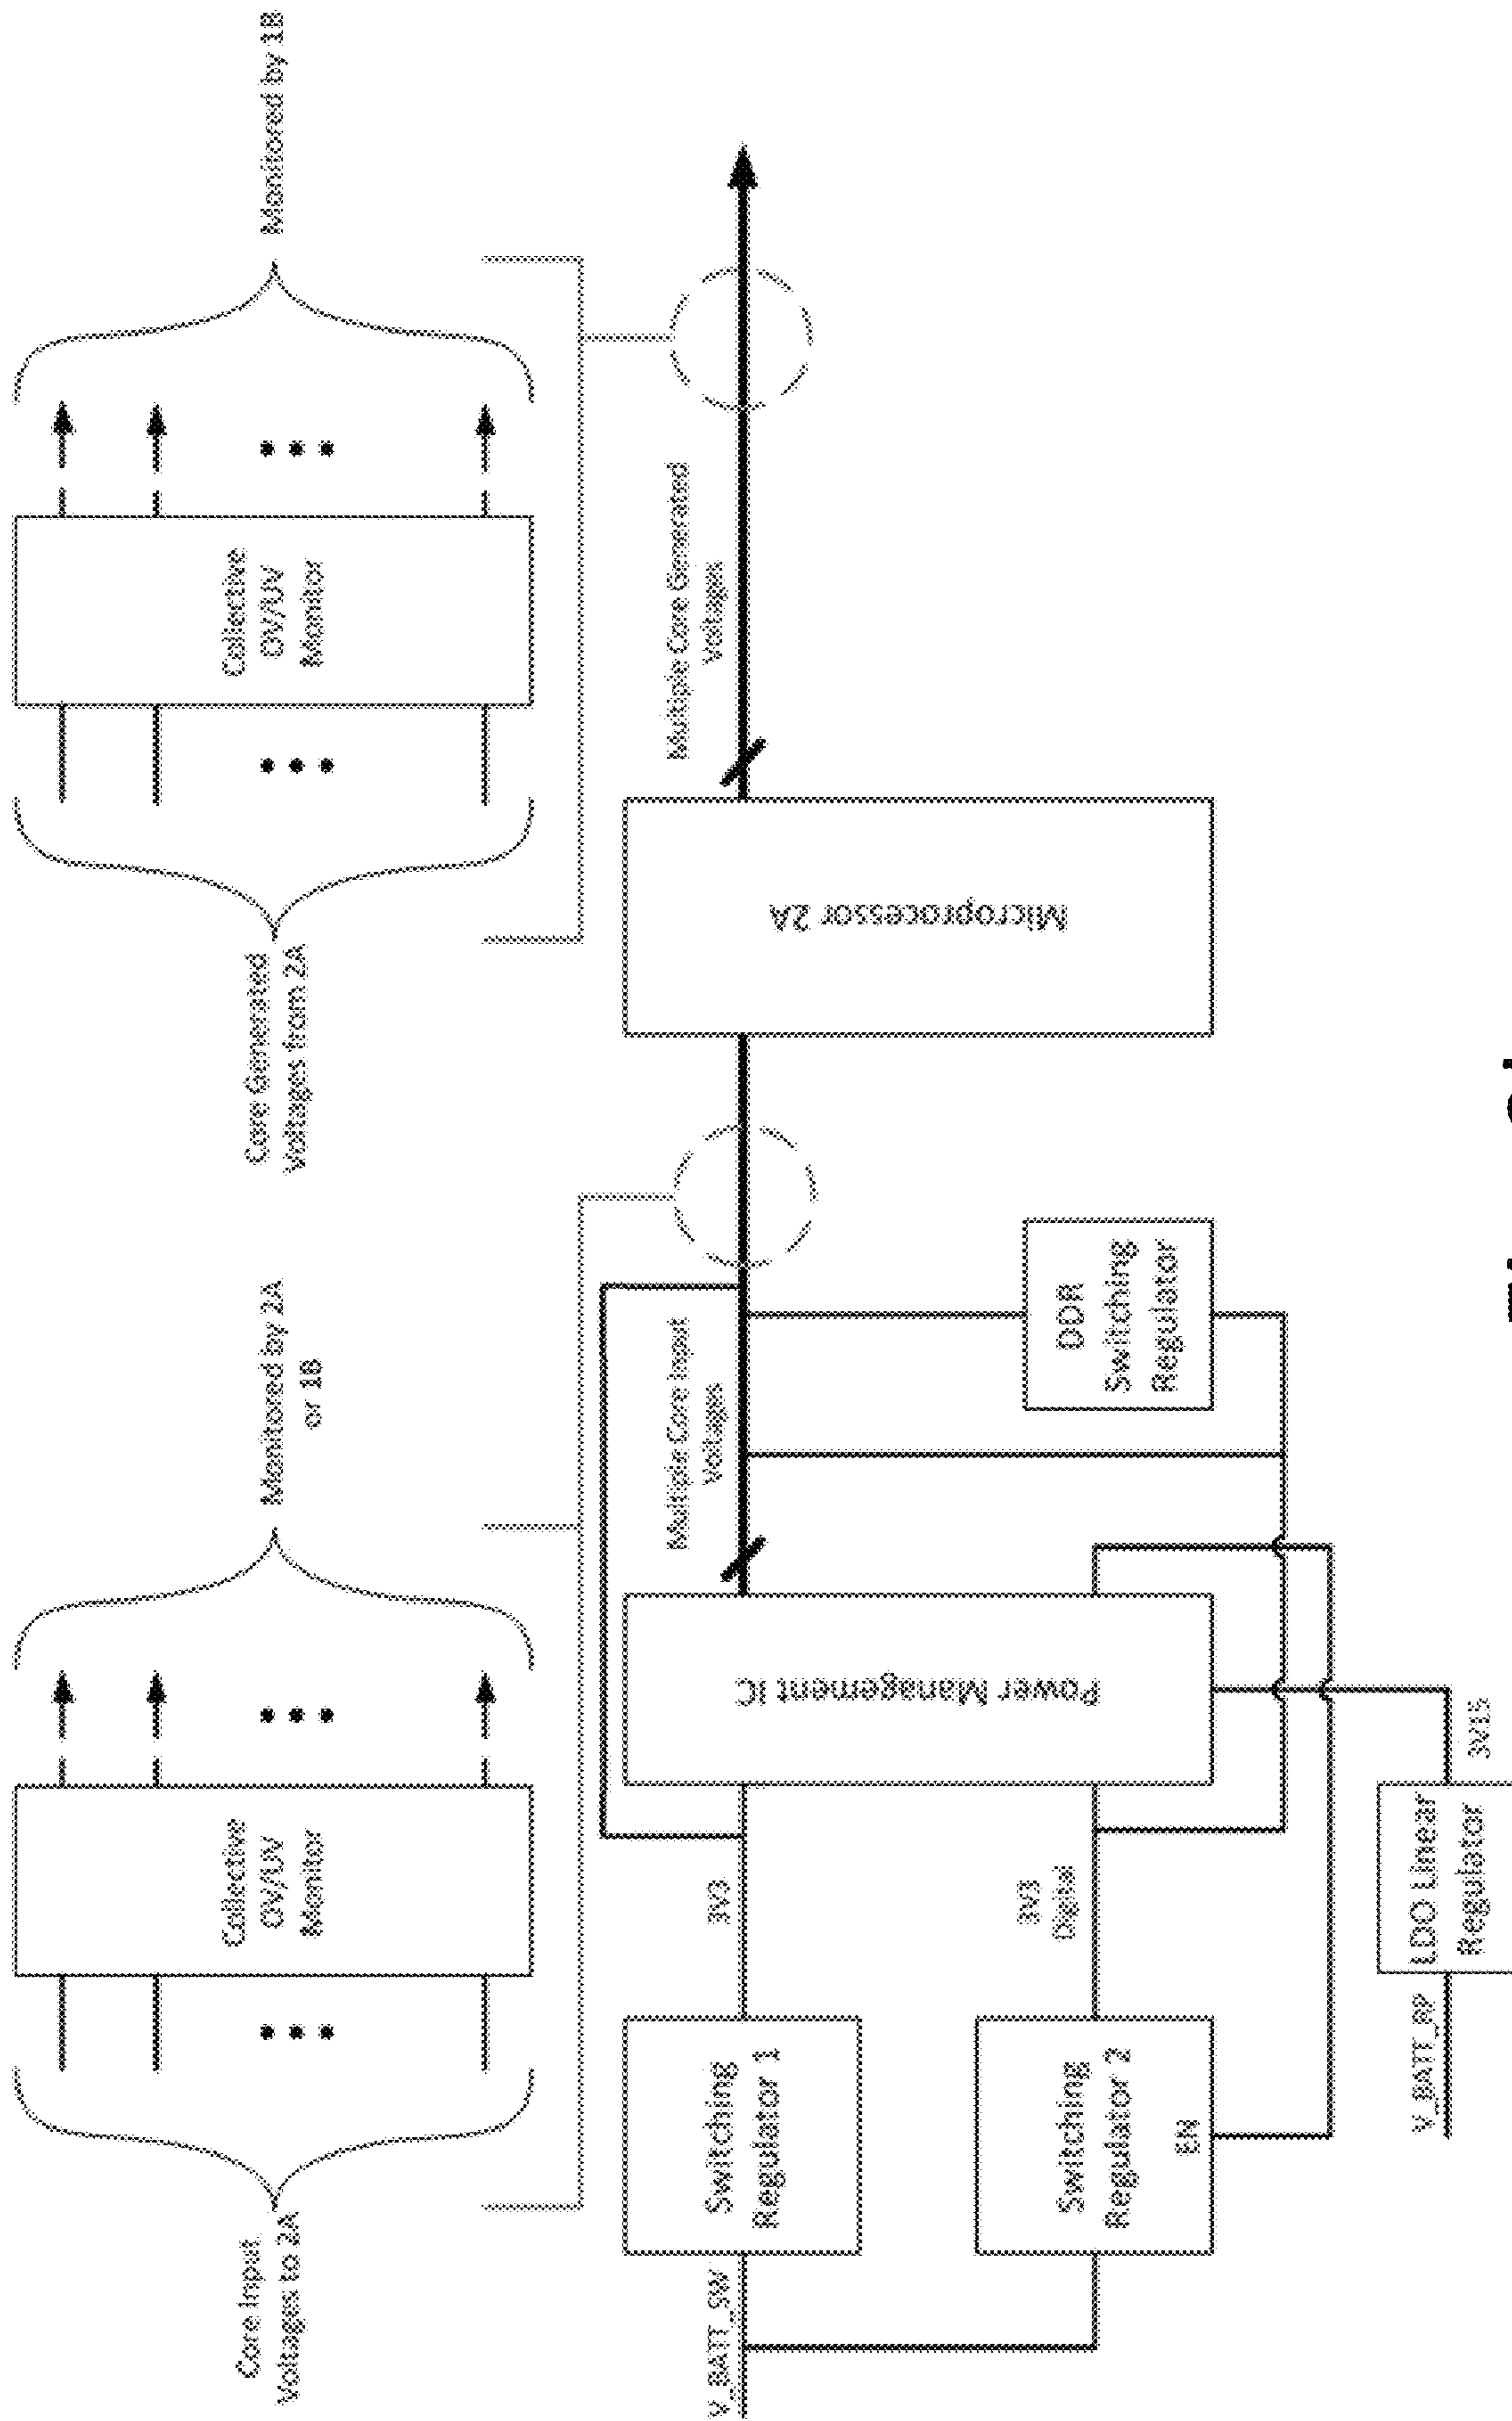 Core Input
Voltages to 2A
Collective
OV/UV
Monitor
Monitored by 2A
or 1B
Core Generated
Voltages from 2A
Collective
OV/UV
Monitor
Monitored by 1B
V_BATT_SW
Switching
Regulator 1
3V3
Switching
Regulator 2
EN
3V3
Digital
Power Management IC
Multiple Core Input
Voltages
DDR
Switching
Regulator
Microprocessor 2A
Multiple Core Generated
Voltages
V_BATT_RP
LDO Linear
Regulator
3V15